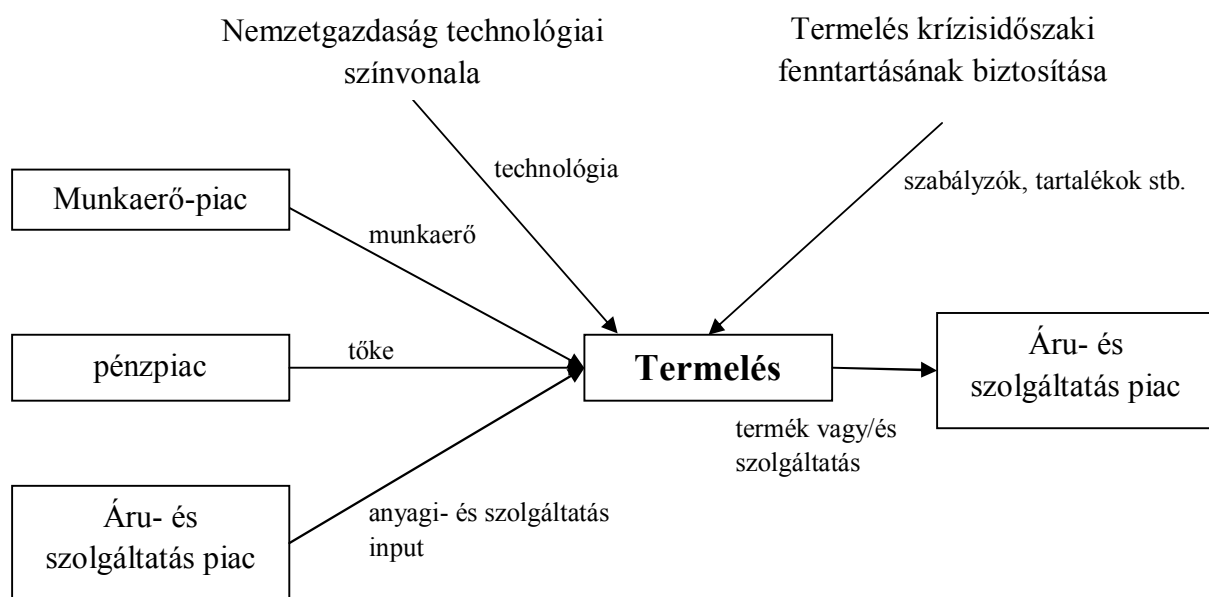 Nemzetgazdaság technológiai
színvonala
Termelés krízisidőszaki
fenntartásának biztosítása
technológia
szabályzók, tartalékok stb.
Munkaerő-piac
munkaerő
pénzpiac
tőke
Termelés
Áru- és
szolgáltatás piac
termék vagy/és
szolgáltatás
Áru- és
szolgáltatás piac
anyagi- és szolgáltatás
input